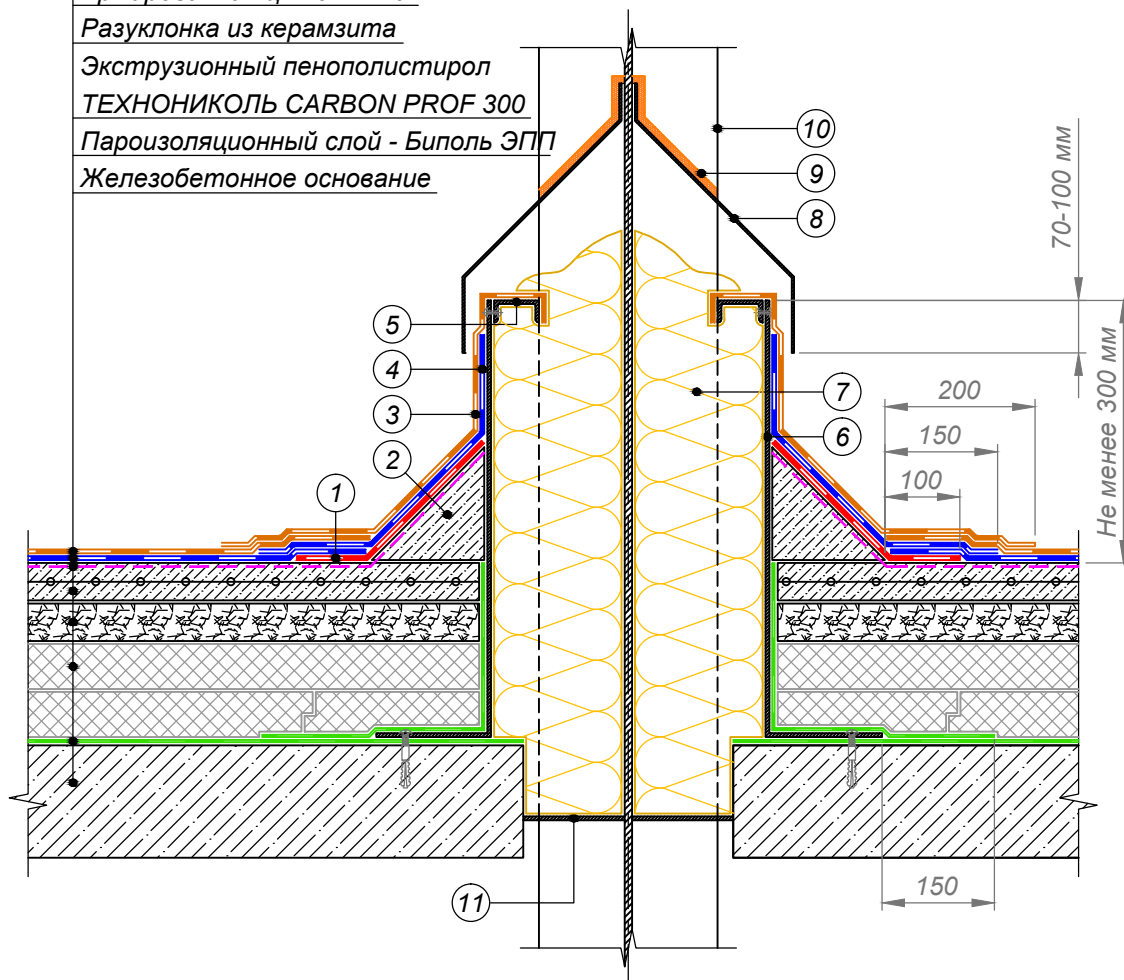 Разуклонка из керамзита
Экструзионный пенополистирол
ТЕХНОНИКОЛЬ CARBON PROF 300
Пароизоляционный слой - Биполь ЭПП
Железобетонное основание
10
9
8
70-100 мм
5
4
3
2
1
7
6
200
150
100
Не менее 300 мм
11
150